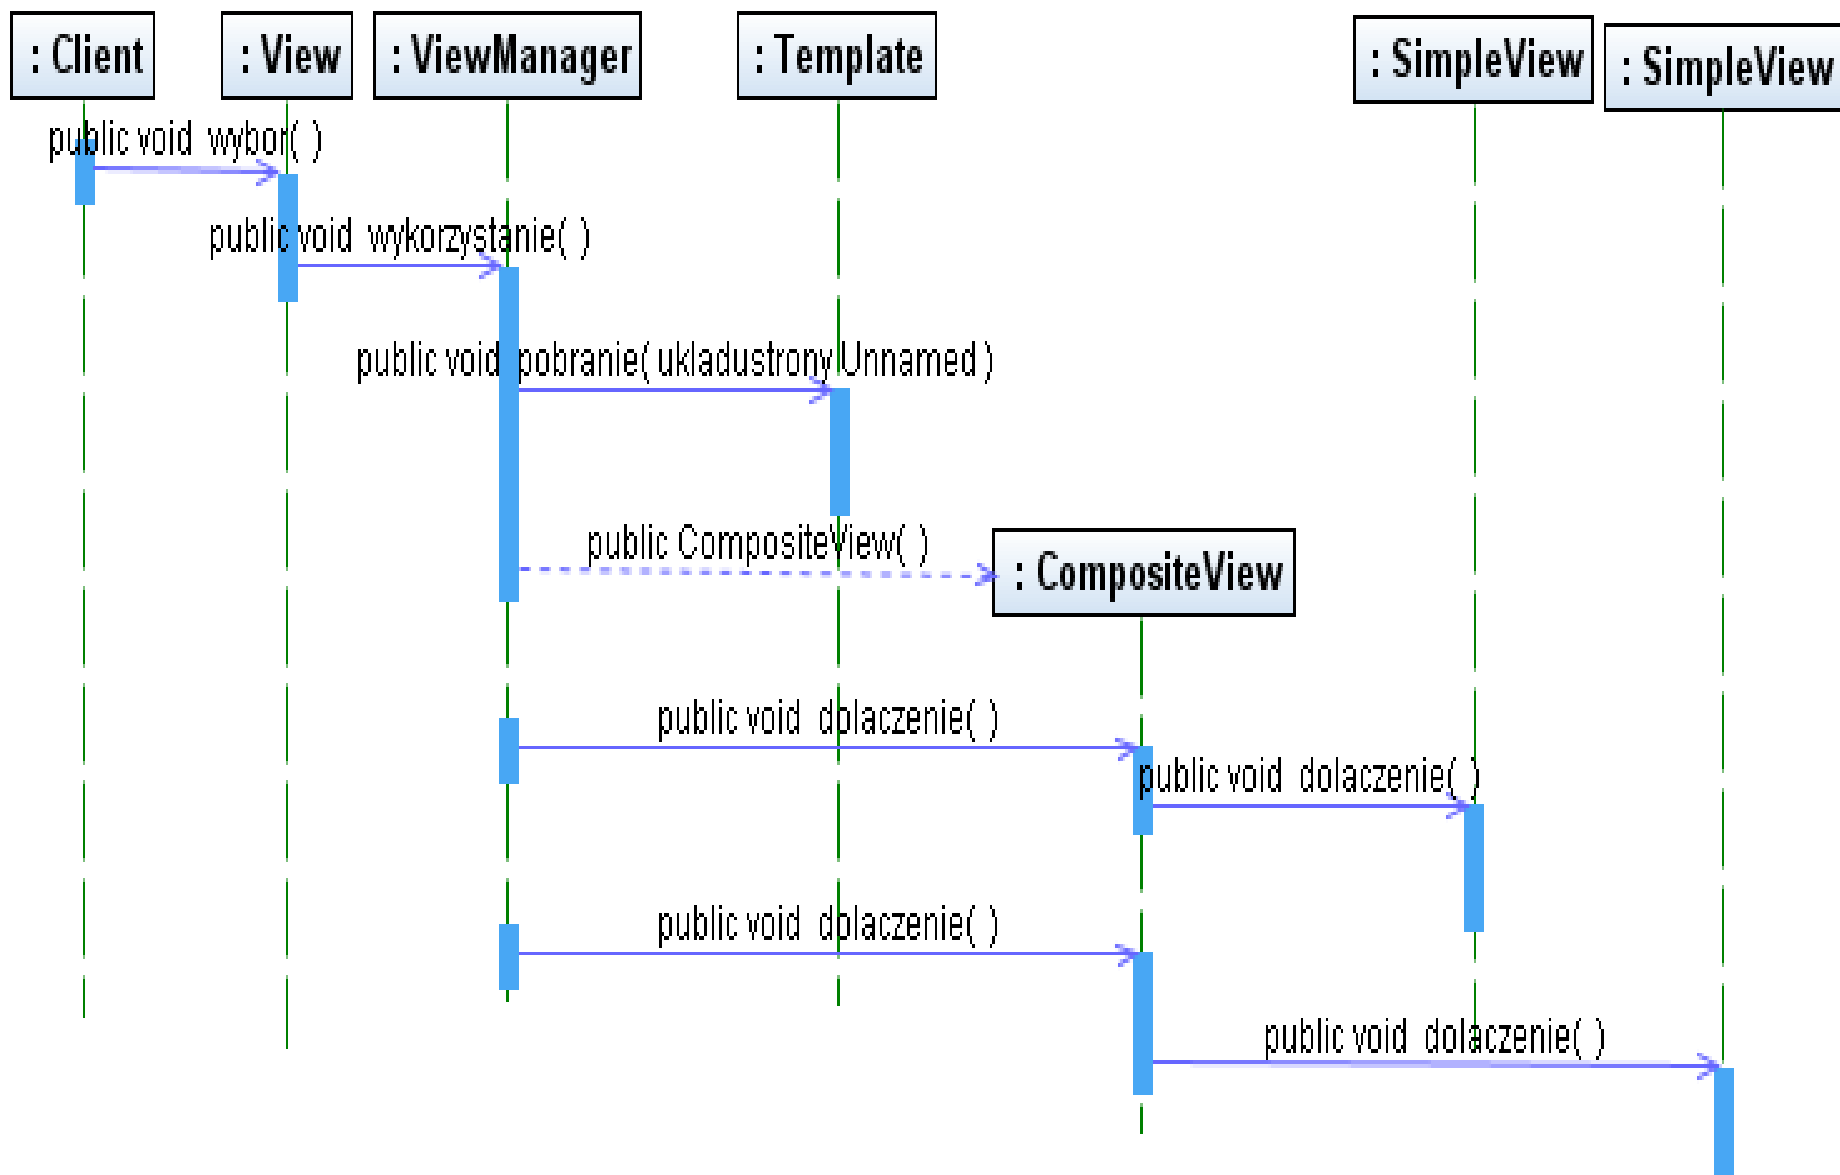 : Client
: View
: ViewManager
: Template
: SimpleView
: SimpleView
public void wybor( )
public void wykorzystanie( )
public void pobranie( ukladustrony Unnamed )
public CompositeView( )
: CompositeView
public void dolaczenie( )
public void dolaczenie( )
public void dolaczenie( )
public void dolaczenie( )